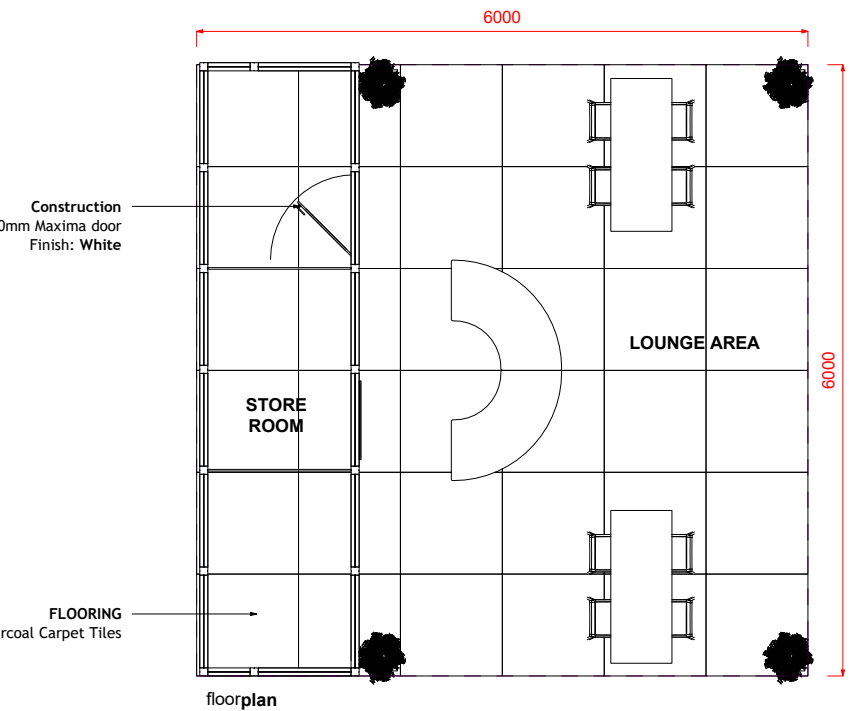 6000
Construction
0mm Maxima door
Finish: White
LOUNGE AREA
6000
STORE
ROOM
FLOORING
rcoal Carpet Tiles
floorplan